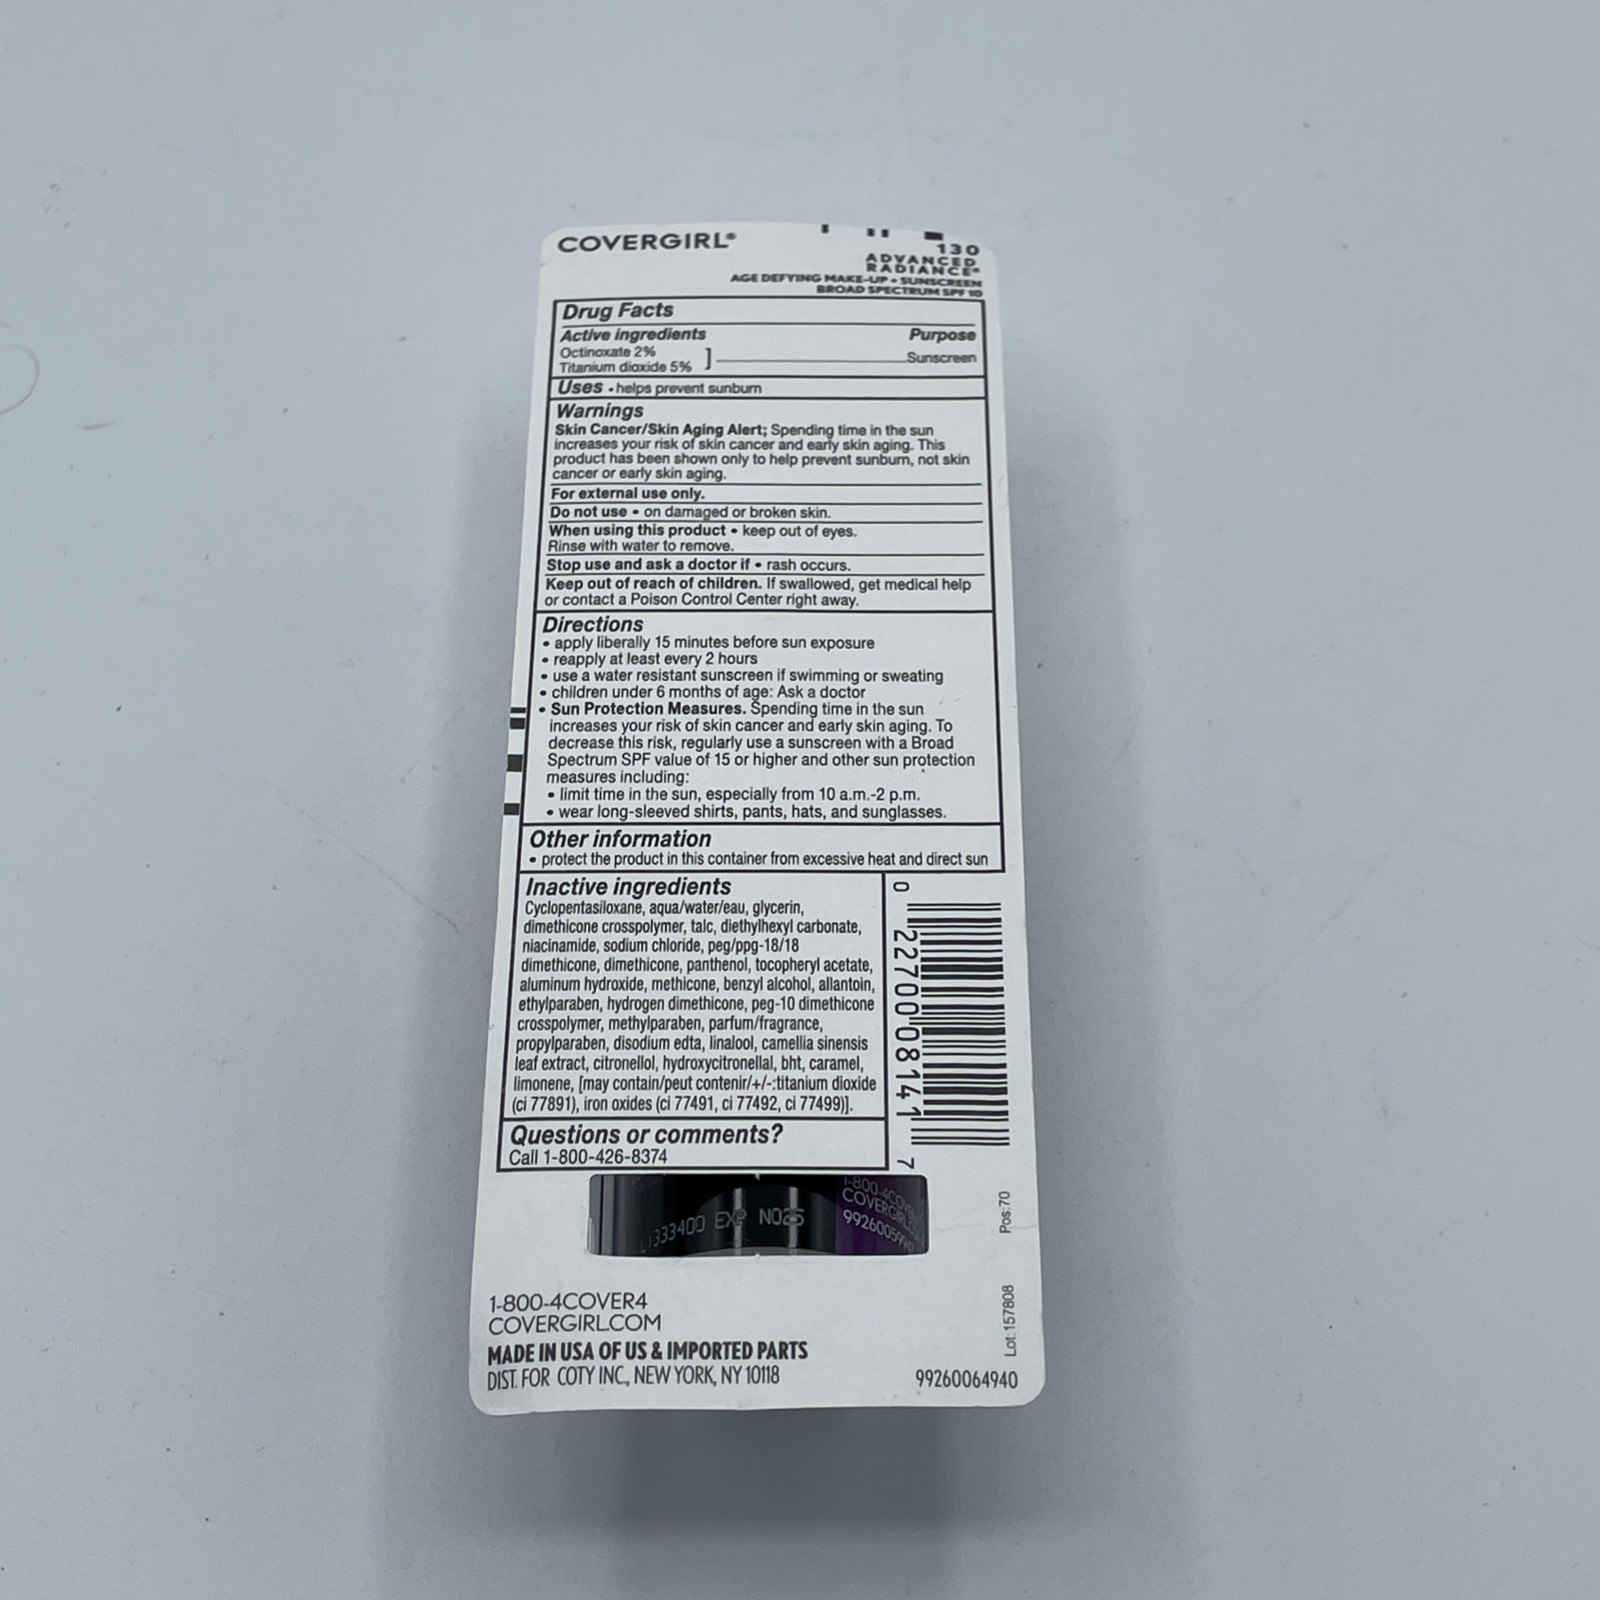 COVERGIRL®
130
ADVANCED
RADIANCE®
AGE DEFYING MAKE-UP + SUNSCREEN
BROAD SPECTRUM SPF 10
Drug Facts
Active ingredients Purpose
Octinoxate 2%
Titanium dioxide 5%
Sunscreen
Uses • helps prevent sunburn
Warnings
Skin Cancer/Skin Aging Alert; Spending time in the sun
increases your risk of skin cancer and early skin aging. This
product has been shown only to help prevent sunburn, not skin
cancer or early skin aging.
For external use only.
Do not use • on damaged or broken skin.
When using this product • keep out of eyes.
Rinse with water to remove.
Stop use and ask a doctor if • rash occurs.
Keep out of reach of children. If swallowed, get medical help
or contact a Poison Control Center right away.
Directions
• apply liberally 15 minutes before sun exposure
• reapply at least every 2 hours
• use a water resistant sunscreen if swimming or sweating
• children under 6 months of age: Ask a doctor
• Sun Protection Measures. Spending time in the sun
increases your risk of skin cancer and early skin aging. To
decrease this risk, regularly use a sunscreen with a Broad
Spectrum SPF value of 15 or higher and other sun protection
measures including:
• limit time in the sun, especially from 10 a.m.-2 p.m.
• wear long-sleeved shirts, pants, hats, and sunglasses.
Other information
• protect the product in this container from excessive heat and direct sun
Inactive ingredients
Cyclopentasiloxane, aqua/water/eau, glycerin,
dimethicone crosspolymer, talc, diethylhexyl carbonate,
niacinamide, sodium chloride, peg/ppg-18/18
dimethicone, dimethicone, panthenol, tocopheryl acetate,
aluminum hydroxide, methicone, benzyl alcohol, allantoin,
ethylparaben, hydrogen dimethicone, peg-10 dimethicone
crosspolymer, methylparaben, parfum/fragrance,
propylparaben, disodium edta, linalool, camellia sinensis
leaf extract, citronellol, hydroxycitronellal, bht, caramel,
limonene, [may contain/peut contenir/+/-:titanium dioxide
(ci 77891), iron oxides (ci 77491, ci 77492, ci 77499)].
Questions or comments?
Call 1-800-426-8374
0 22700 08141 7
333400 EXP NO25
1-800-4COVER4
COVERGIRL.COM
MADE IN USA OF US & IMPORTED PARTS
DIST. FOR COTY INC., NEW YORK, NY 10118
99260064940
Lot: 157808
Pos: 70